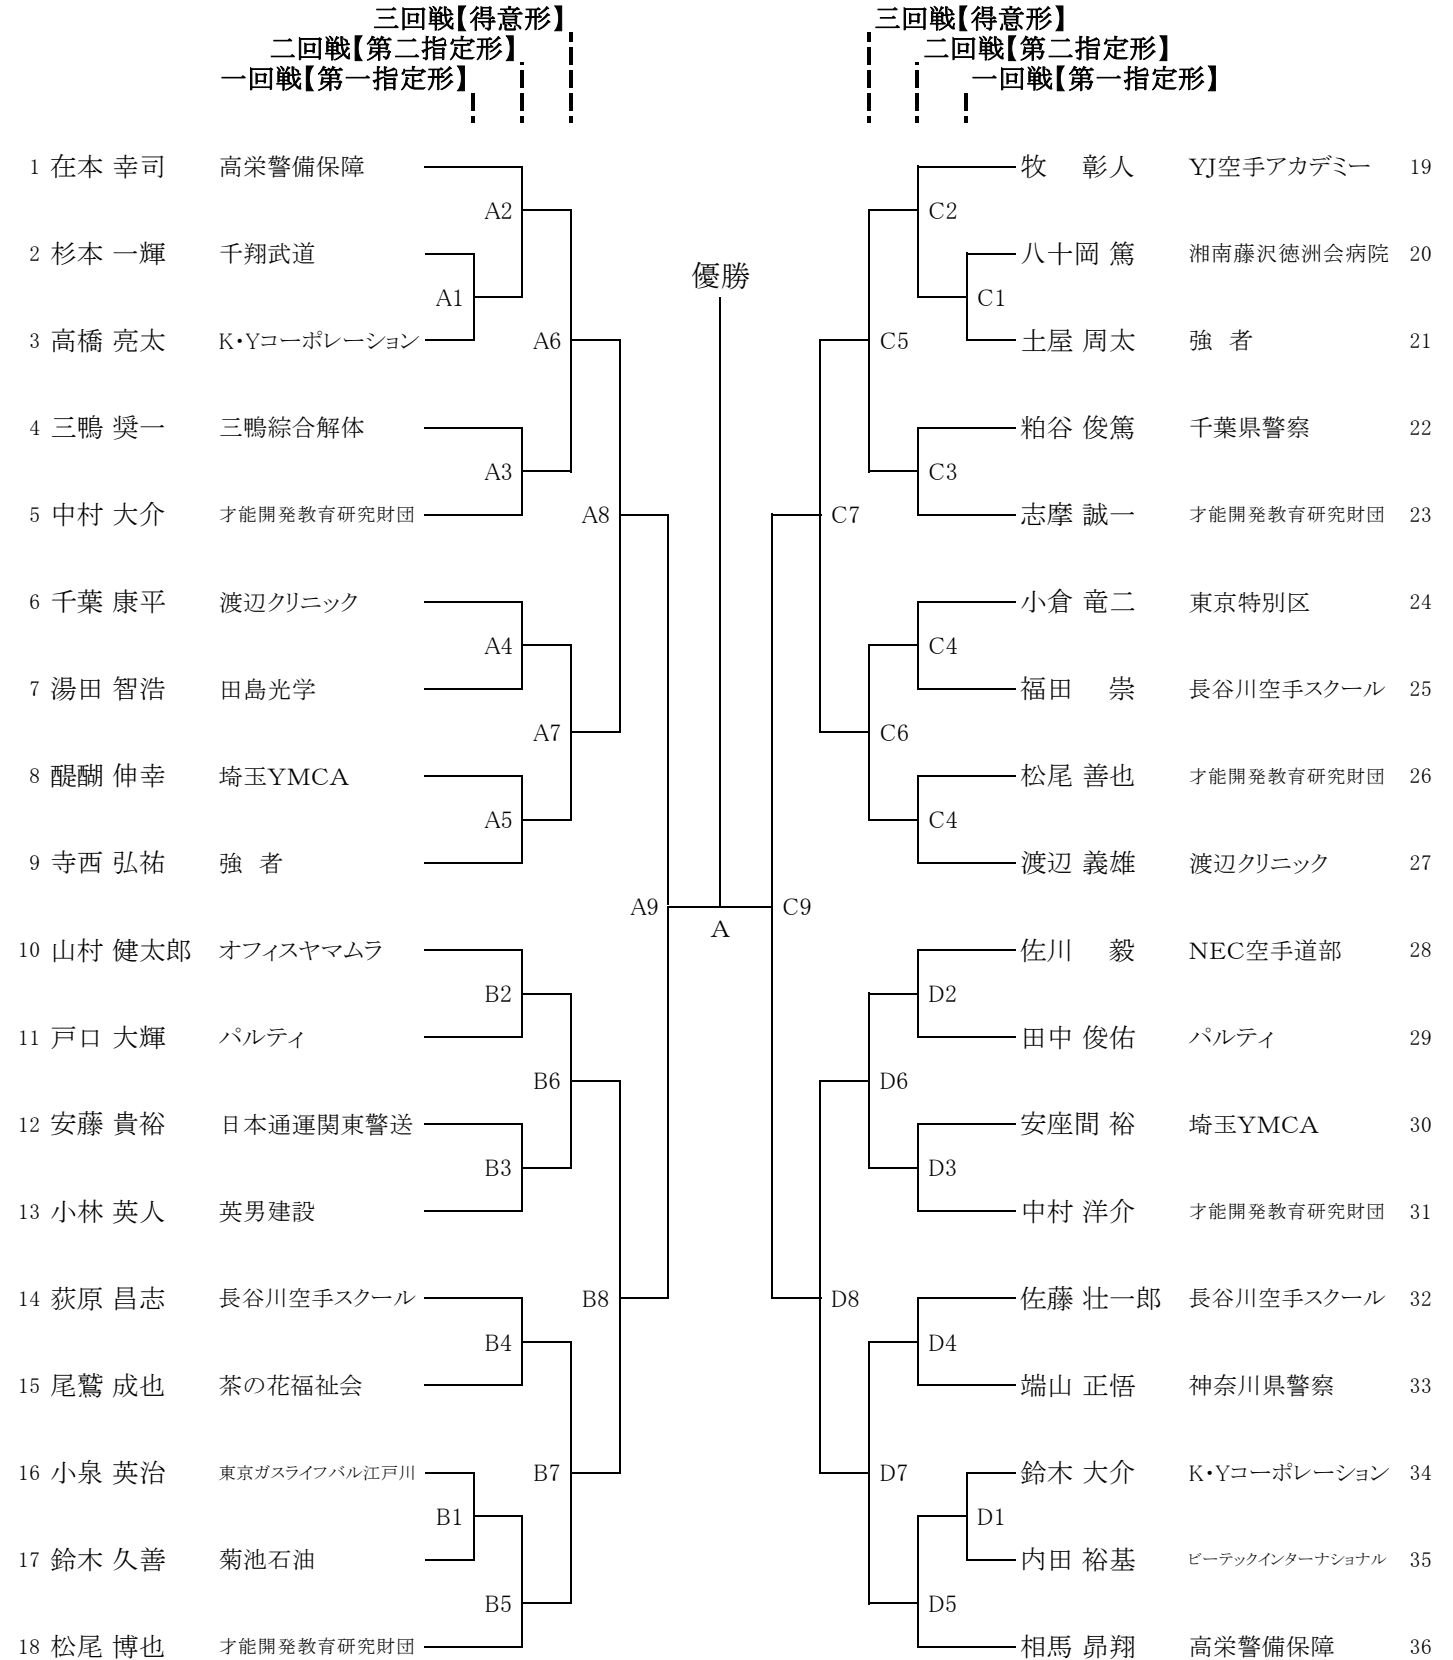 三回戦【得意形】 三回戦【得意形】
二回戦【第二指定形】 二回戦【第二指定形】
一回戦【第一指定形】 一回戦【第一指定形】
1 在本 幸司 高栄警備保障 牧 彰人 YJ空手アカデミー 19
A2 C2
2 杉本 一輝 千翔武道 八十岡 篤 湘南藤沢徳洲会病院 20
優勝
A1 C1
3 高橋 亮太 K・Yコーポレーション A6 C5 土屋 周太 強 者 21
4 三鴨 奨一 三鴨綜合解体 粕谷 俊篤 千葉県警察 22
A3 C3
5 中村 大介 才能開発教育研究財団 A8 C7 志摩 誠一 才能開発教育研究財団 23
6 千葉 康平 渡辺クリニック 小倉 竜二 東京特別区 24
A4 C4
7 湯田 智浩 田島光学 福田 崇 長谷川空手スクール 25
A7 C6
8 醍醐 伸幸 埼玉YMCA 松尾 善也 才能開発教育研究財団 26
A5 C4
9 寺西 弘祐 強 者 渡辺 義雄 渡辺クリニック 27
A9 C9
A
10 山村 健太郎 オフィスヤマムラ 佐川 毅 NEC空手道部 28
B2 D2
11 戸口 大輝 パルティ 田中 俊佑 パルティ 29
B6 D6
12 安藤 貴裕 日本通運関東警送 安座間 裕 埼玉YMCA 30
B3 D3
13 小林 英人 英男建設 中村 洋介 才能開発教育研究財団 31
14 荻原 昌志 長谷川空手スクール B8 D8 佐藤 壮一郎 長谷川空手スクール 32
B4 D4
15 尾鷲 成也 茶の花福祉会 端山 正悟 神奈川県警察 33
16 小泉 英治 東京ガスライフバル江戸川 B7 D7 鈴木 大介 K・Yコーポレーション 34
B1 D1
17 鈴木 久善 菊池石油 内田 裕基 ビーテックインターナショナル 35
B5 D5
18 松尾 博也 才能開発教育研究財団 相馬 昴翔 高栄警備保障 36